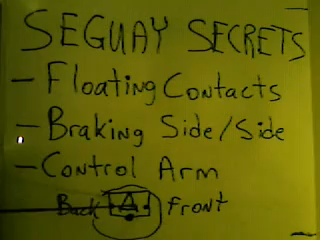 SEGUAY SECRETS
- Floating Contacts
- Braking Side/Side
- Control Arm
Back Front